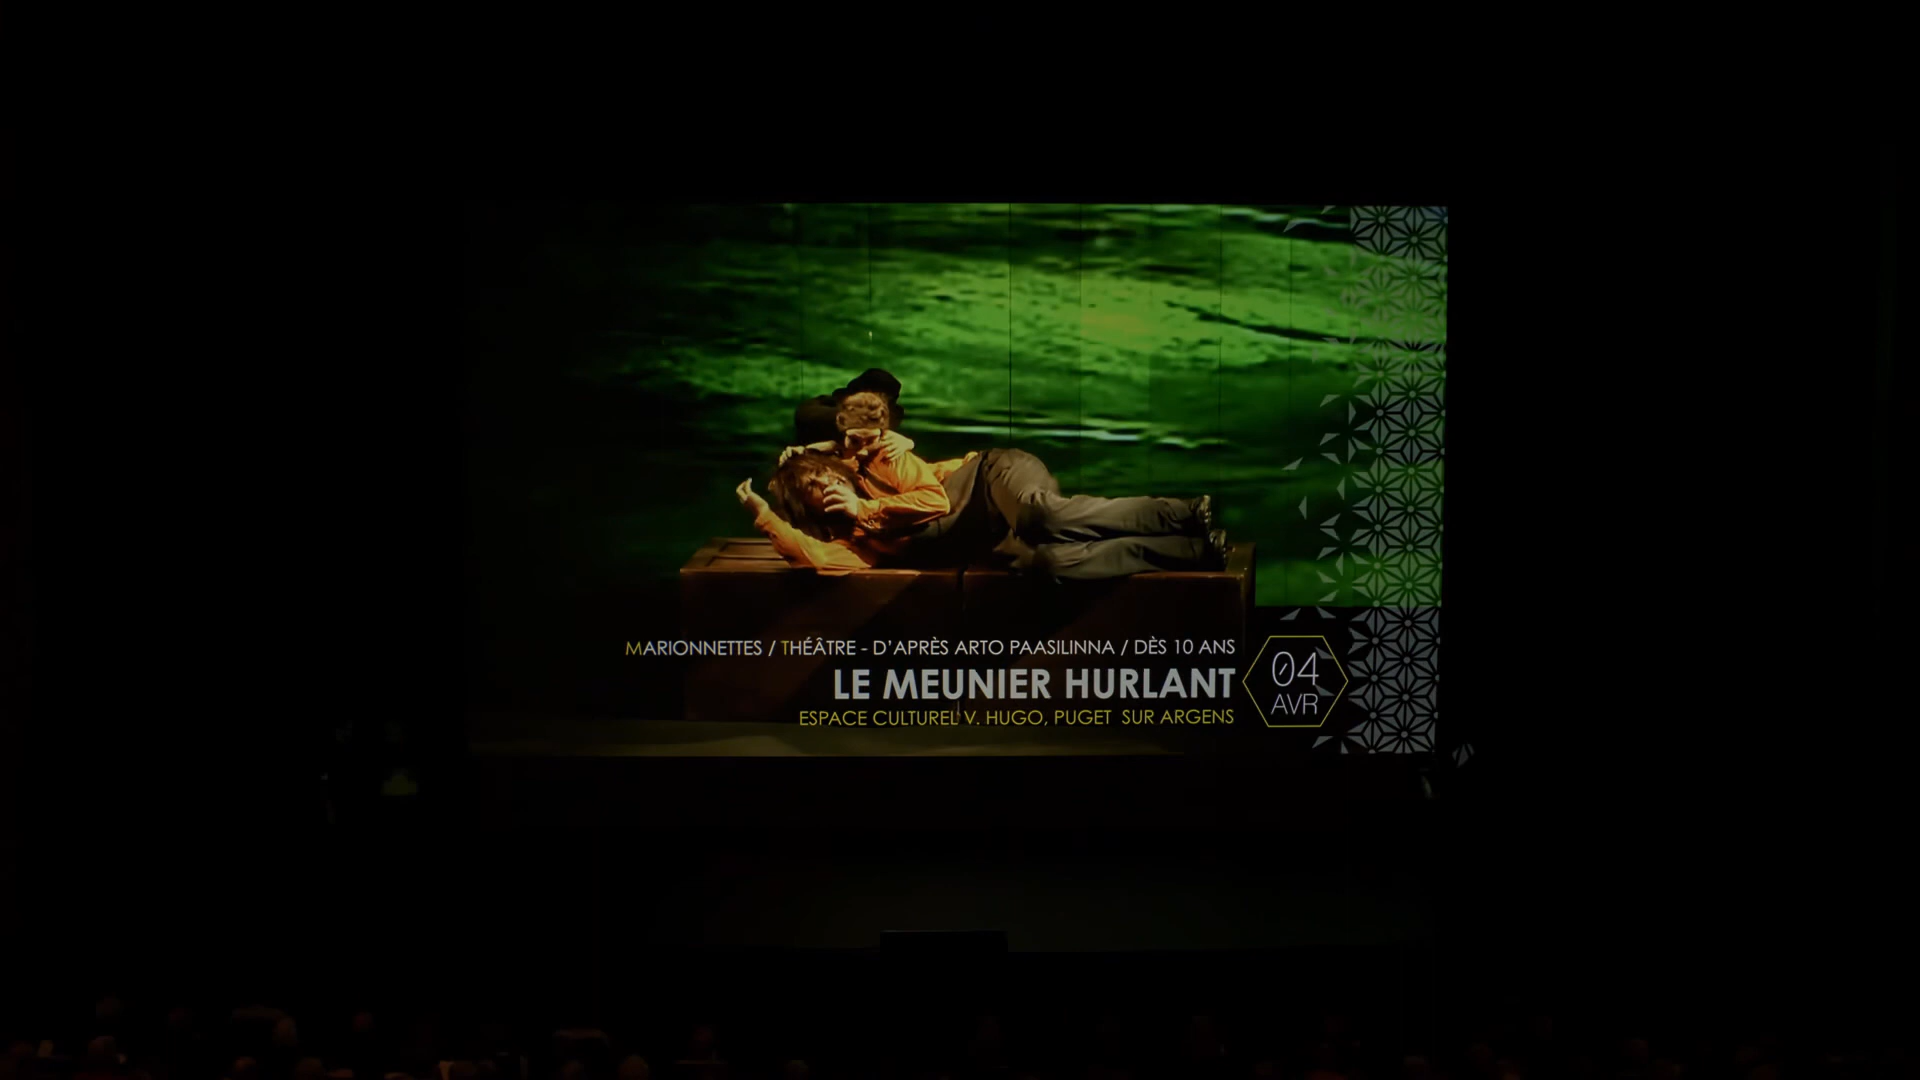 MARIONNETTES / THÉÂTRE - D'APRÈS ARTO PAASILINNA / DÈS 10 ANS
LE MEUNIER HURLANT
ESPACE CULTUREL V. HUGO, PUGET SUR ARGENS
04
AVR